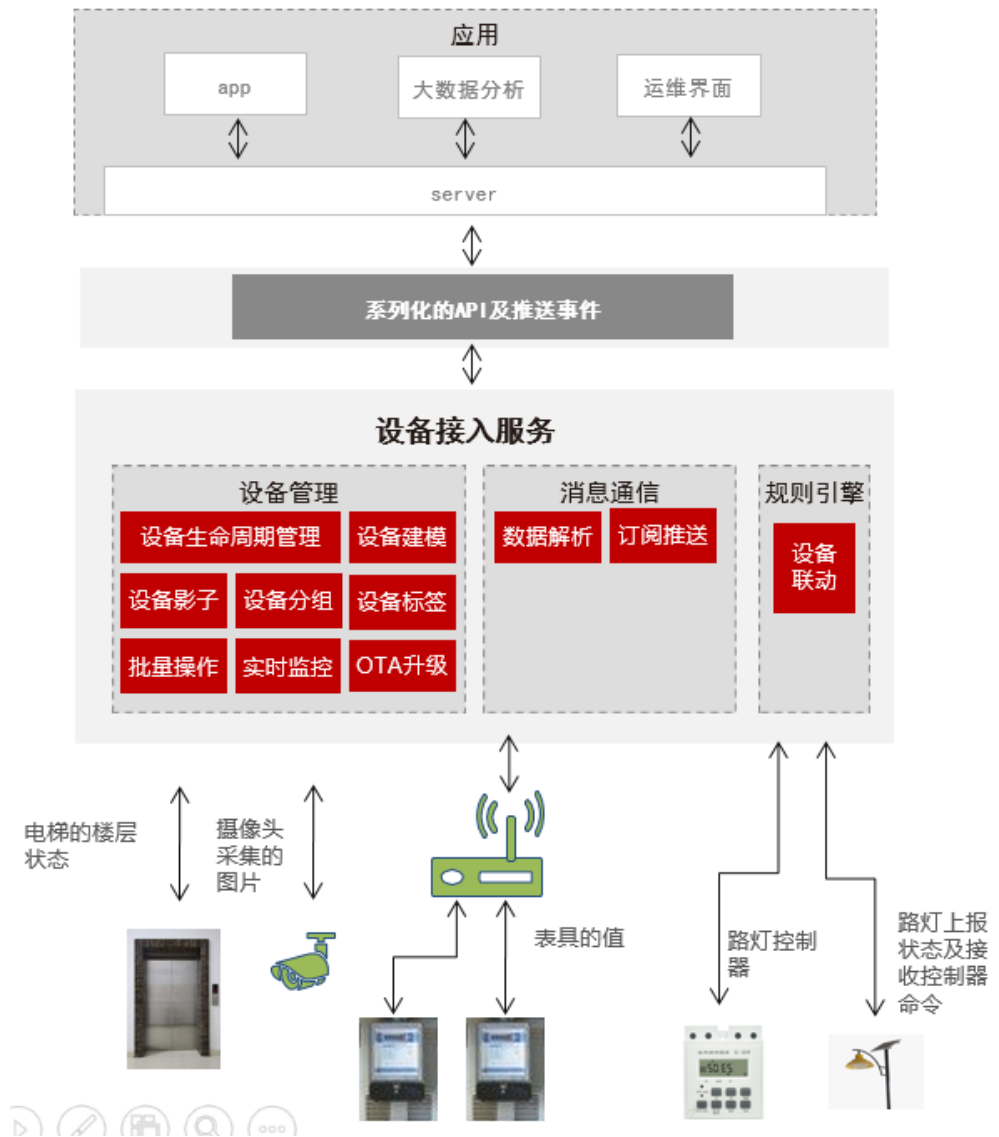 应用
app
大数据分析
运维界面
server
系列化的API及推送事件
设备接入服务
设备管理
消息通信
规则引擎
设备生命周期管理
设备建模
数据解析
订阅推送
设备
联动
设备影子
设备分组
设备标签
批量操作
实时监控
OTA升级
电梯的楼层
状态
摄像头
采集的
图片
表具的值
路灯控制
器
路灯上报
状态及接
收控制器
命令